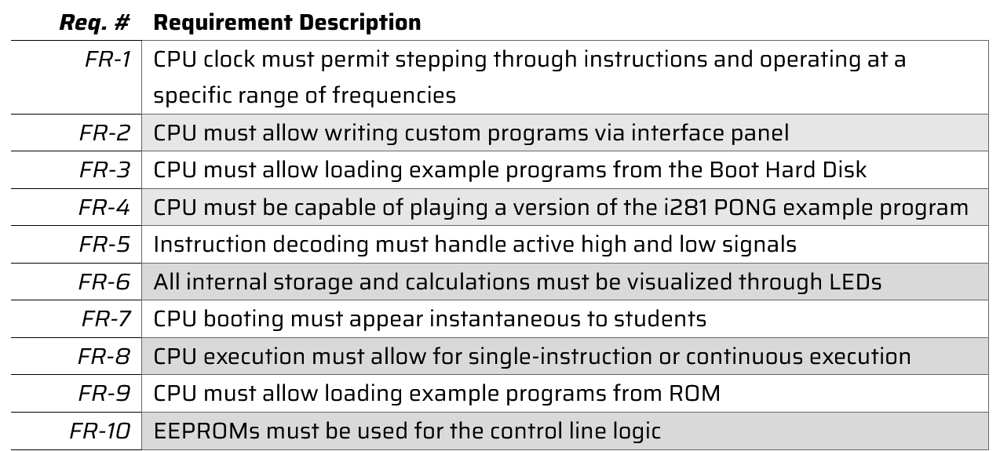 Req. # Requirement Description
FR-1 CPU clock must permit stepping through instructions and operating at a
specific range of frequencies
FR-2 CPU must allow writing custom programs via interface panel
FR-3 CPU must allow loading example programs from the Boot Hard Disk
FR-4 CPU must be capable of playing a version of the i281 PONG example program
FR-5 Instruction decoding must handle active high and low signals
FR-6 All internal storage and calculations must be visualized through LEDs
FR-7 CPU booting must appear instantaneous to students
FR-8 CPU execution must allow for single-instruction or continuous execution
FR-9 CPU must allow loading example programs from ROM
FR-10 EEPROMs must be used for the control line logic